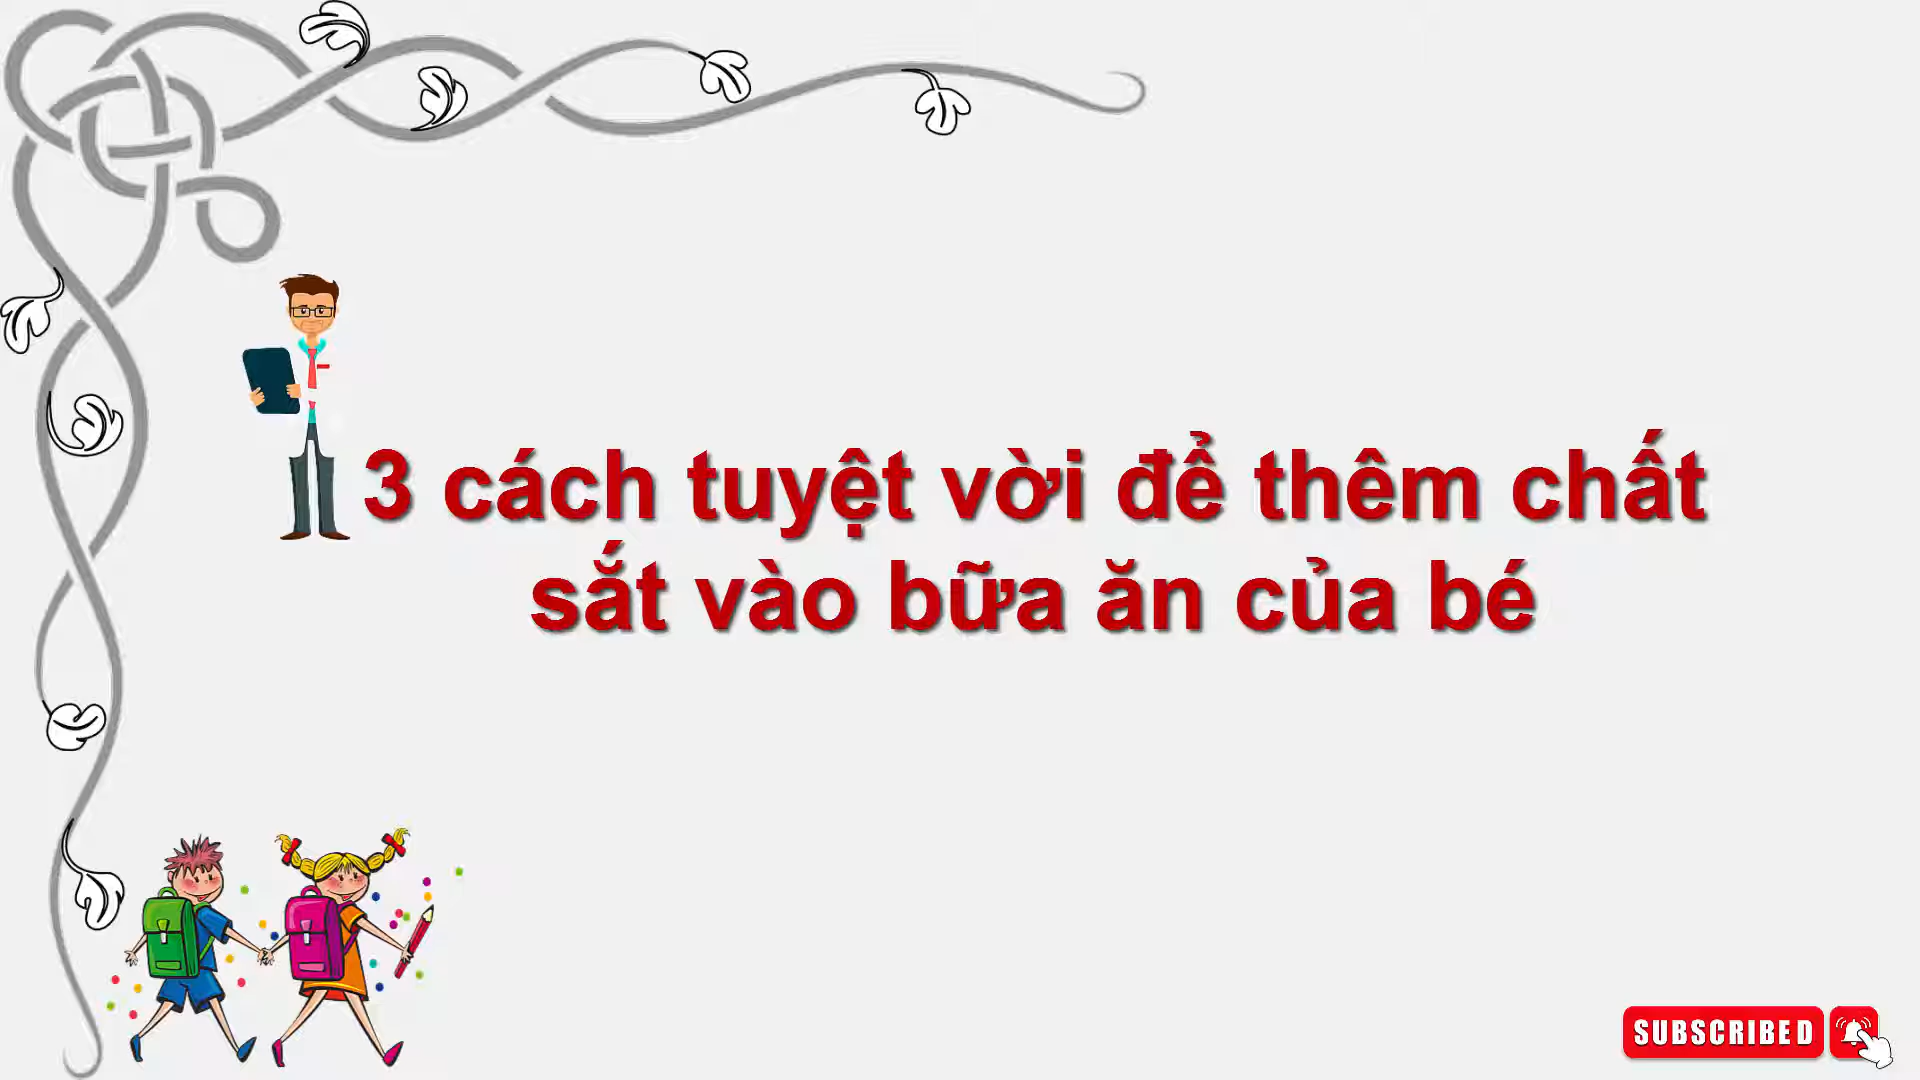 3 cách tuyệt vời để thêm chất
sắt vào bữa ăn của bé
SUBSCRIBED